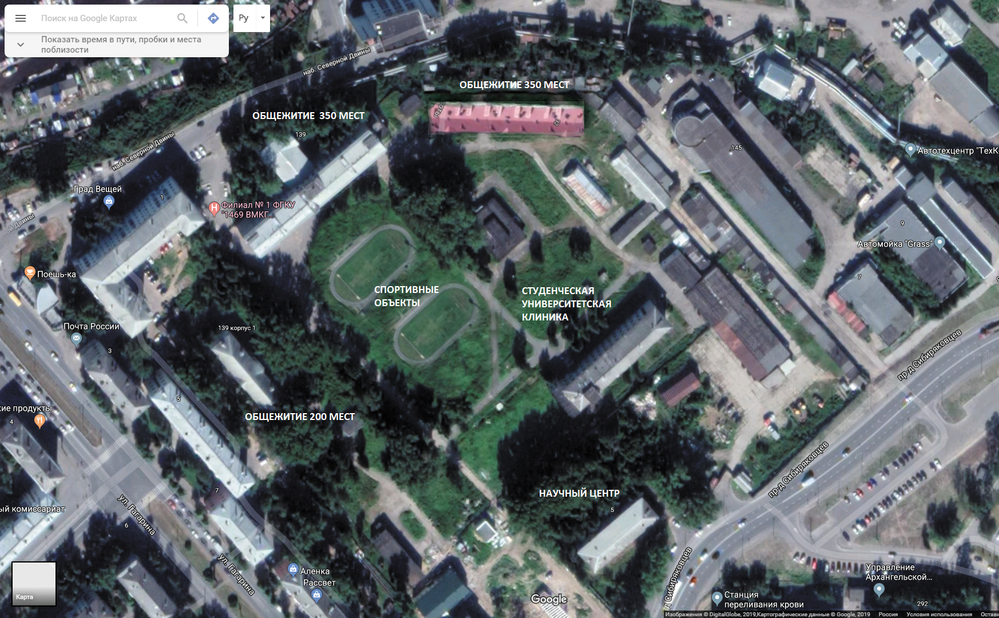 Поиск на Google Картах
Ру
Показать время в пути, пробки и места
поблизости
наб. Северной Двины
ОБЩЕЖИТИЕ 350 МЕСТ
ОБЩЕЖИТИЕ 350 МЕСТ
139
32
наб. Северной Двины
145
Автотехцентр "ТехК
Град Вещей
1
Филиал № 1 ФГКУ
"1469 ВМКГ...
9
Автомойка "Grass"
Поешь-ка
7
СПОРТИВНЫЕ
ОБЪЕКТЫ
СТУДЕНЧЕСКАЯ
УНИВЕРСИТЕТСКАЯ
КЛИНИКА
Почта России
139 корпус 1
3
пр-д Сибиряковцев
5
кие продукты
4
ОБЩЕЖИТИЕ 200 МЕСТ
пр-д Сибиряковцев
7
НАУЧНЫЙ ЦЕНТР
5
ый комиссариат
ул. Гагарина
6
ул. Гагарина
д Сибиряковцев
Аленка
Рассвет
Управление
Архангельской...
Станция
переливания крови
292
Карта
Google
Изображения © DigitalGlobe, 2019,Картографические данные © Google, 2019 Россия Условия использования Остави